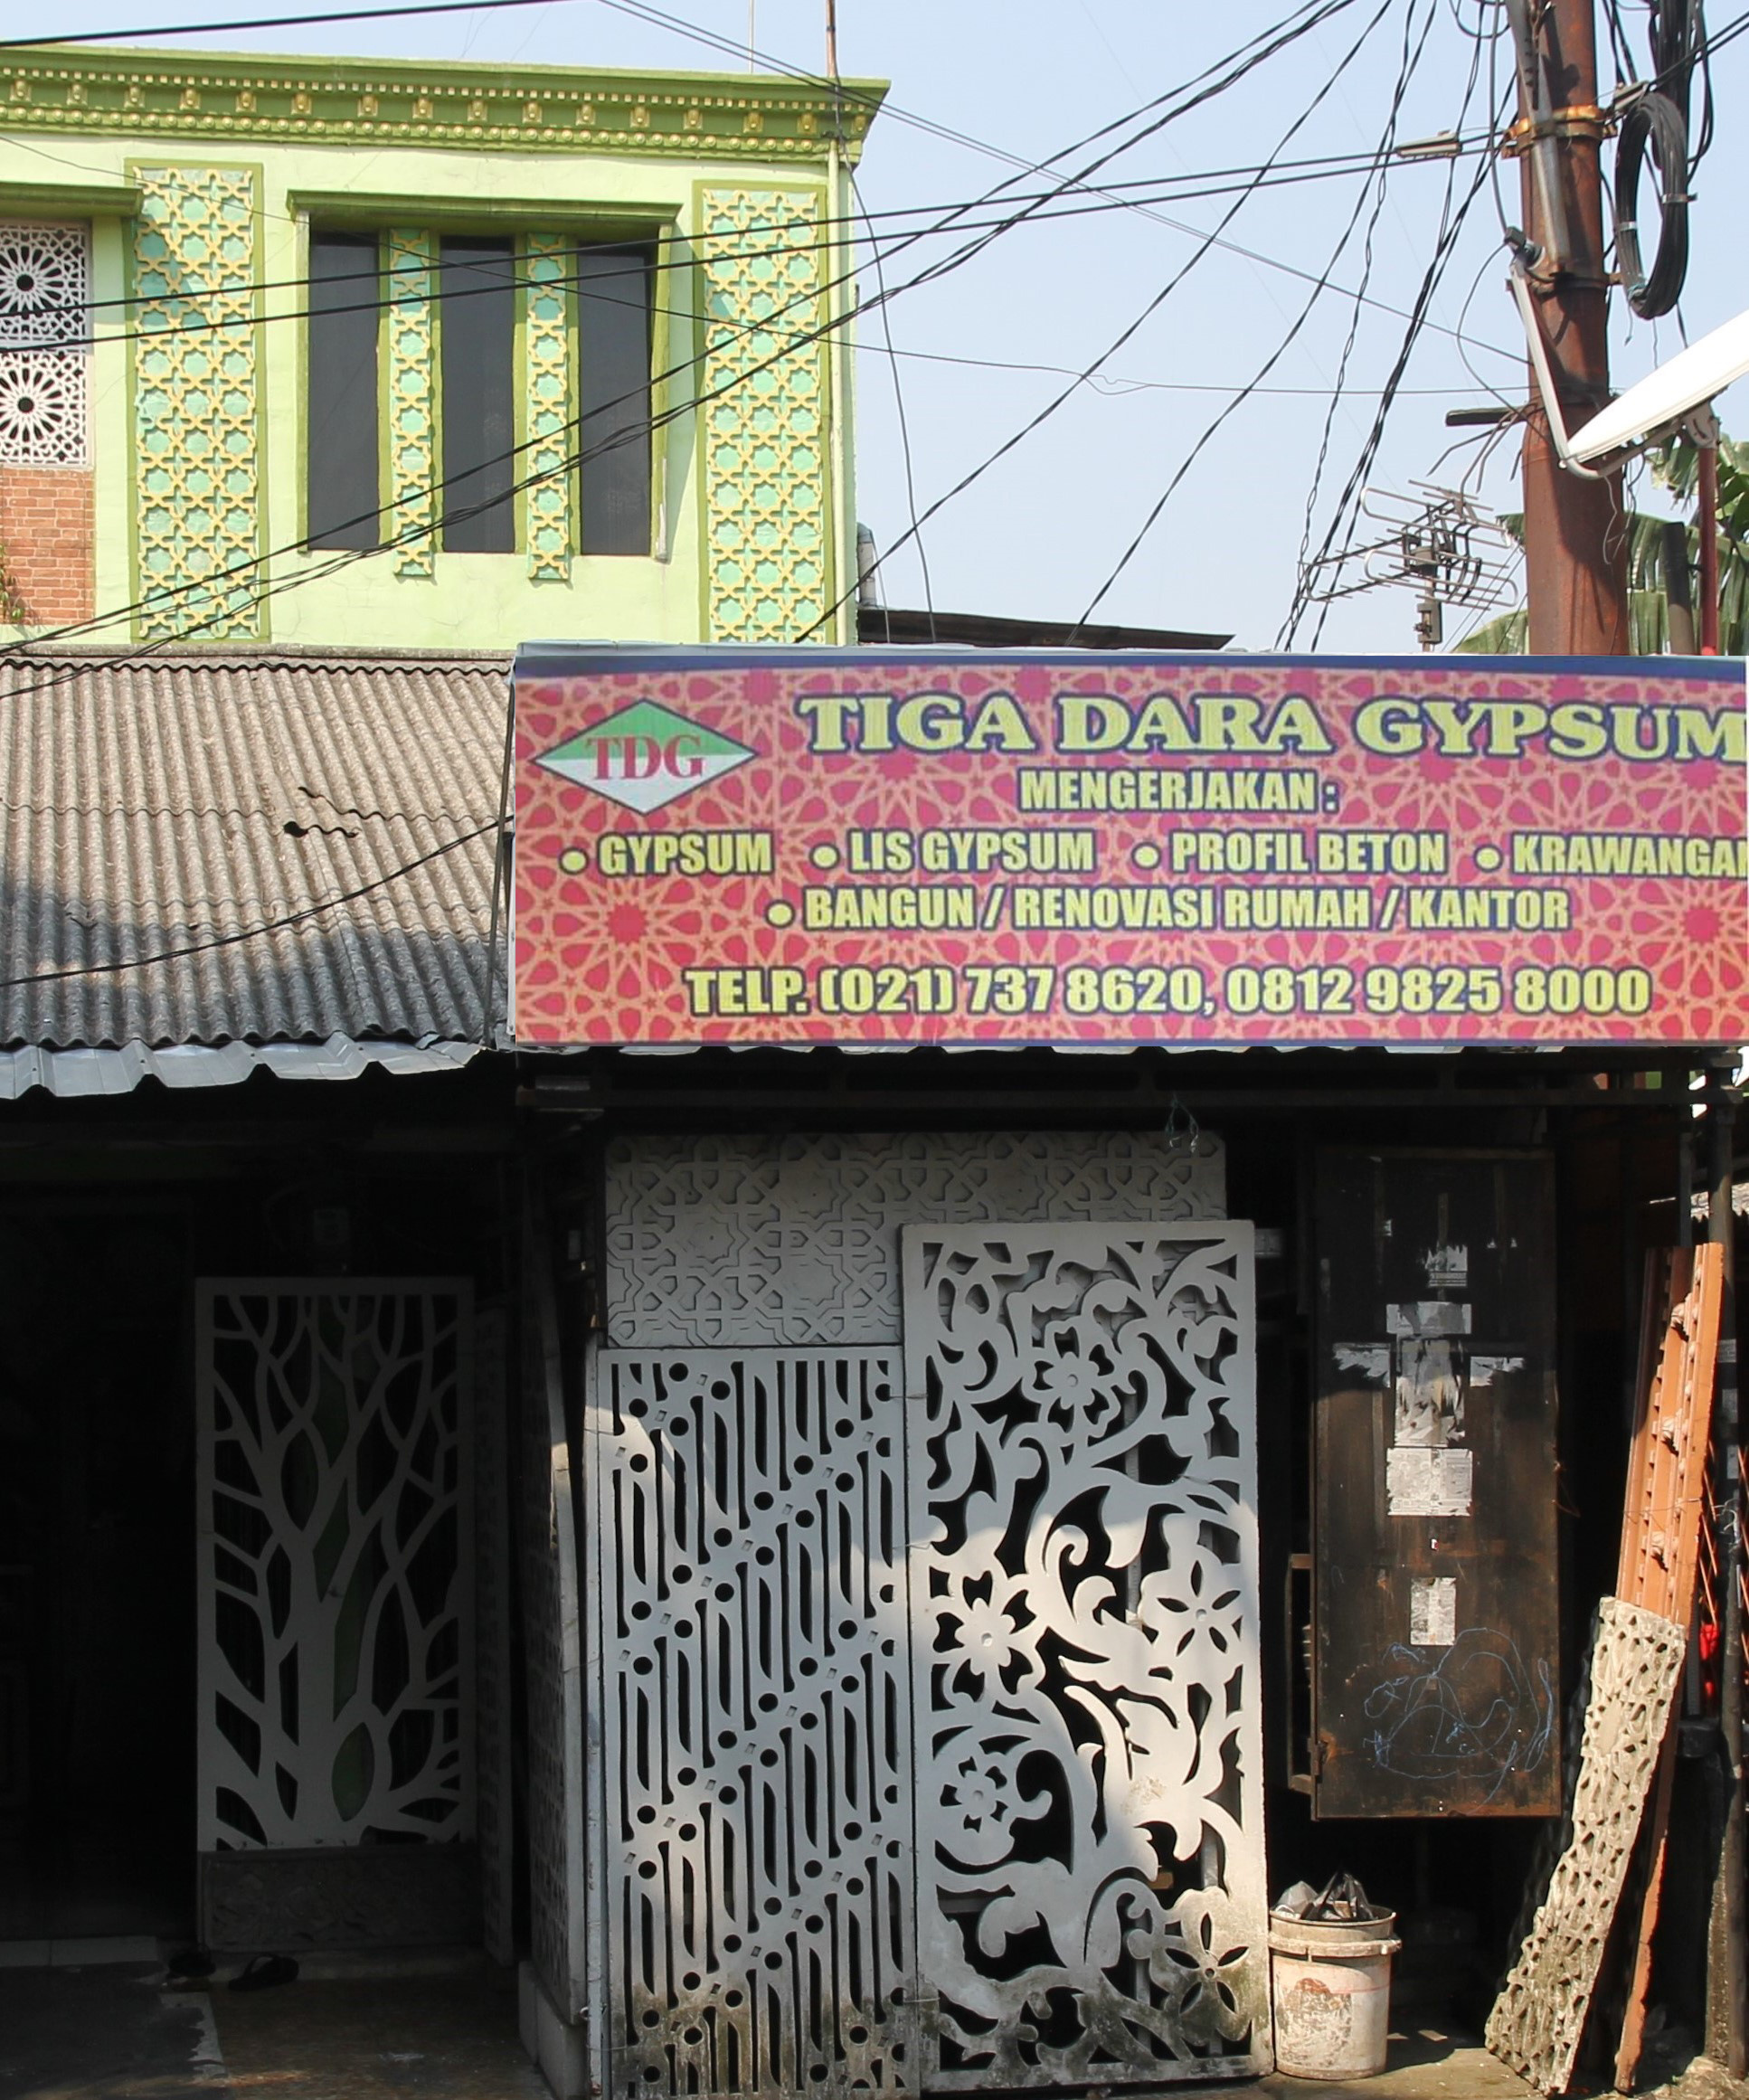 TDG
TIGA DARA GYPSUM
MENGERJAKAN :
• GYPSUM • LIS GYPSUM • PROFIL BETON • KRAWANGAN
• BANGUN / RENOVASI RUMAH / KANTOR
TELP. (021) 737 8620, 0812 9825 8000